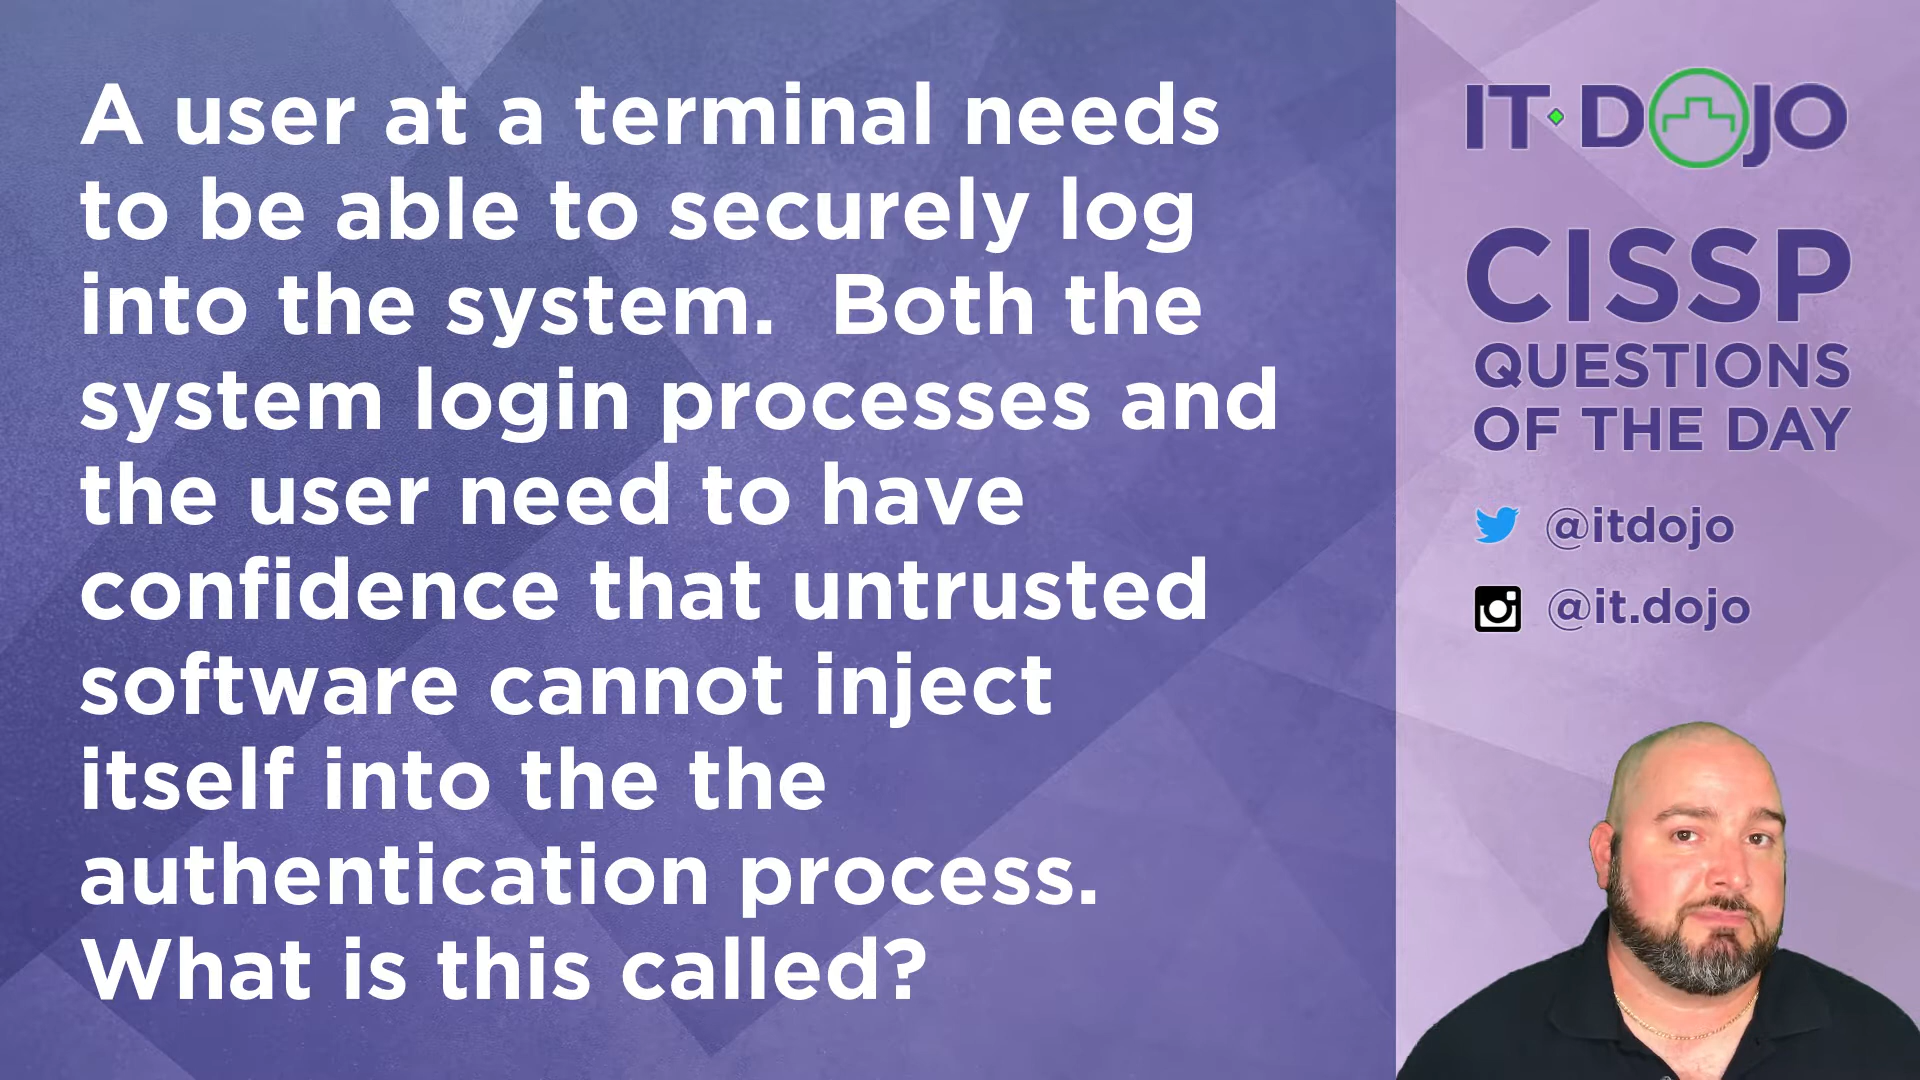 A user at a terminal needs
to be able to securely log
into the system.  Both the
system login processes and
the user need to have
confidence that untrusted
software cannot inject
itself into the the
authentication process.
What is this called?
IT DOJO
CISSP
QUESTIONS
OF THE DAY
@itdojo
@it.dojo